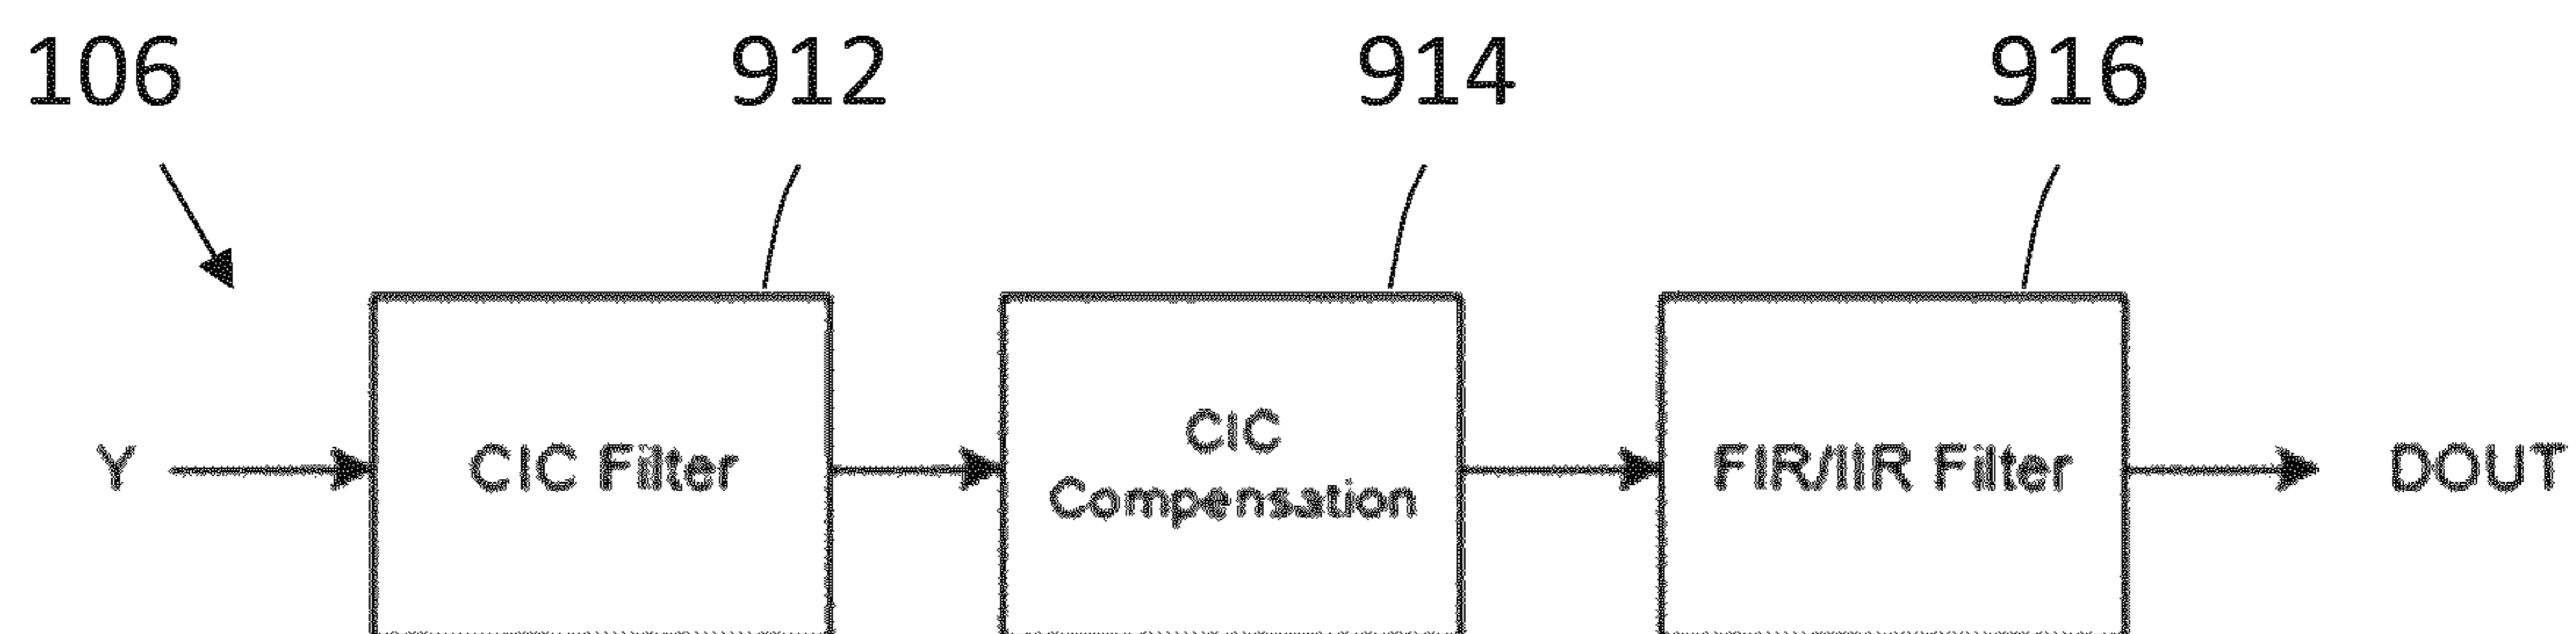 106
912
914
916
Y
CIC Filter
CIC
Compensation
FIR/IIR Filter
DOUT